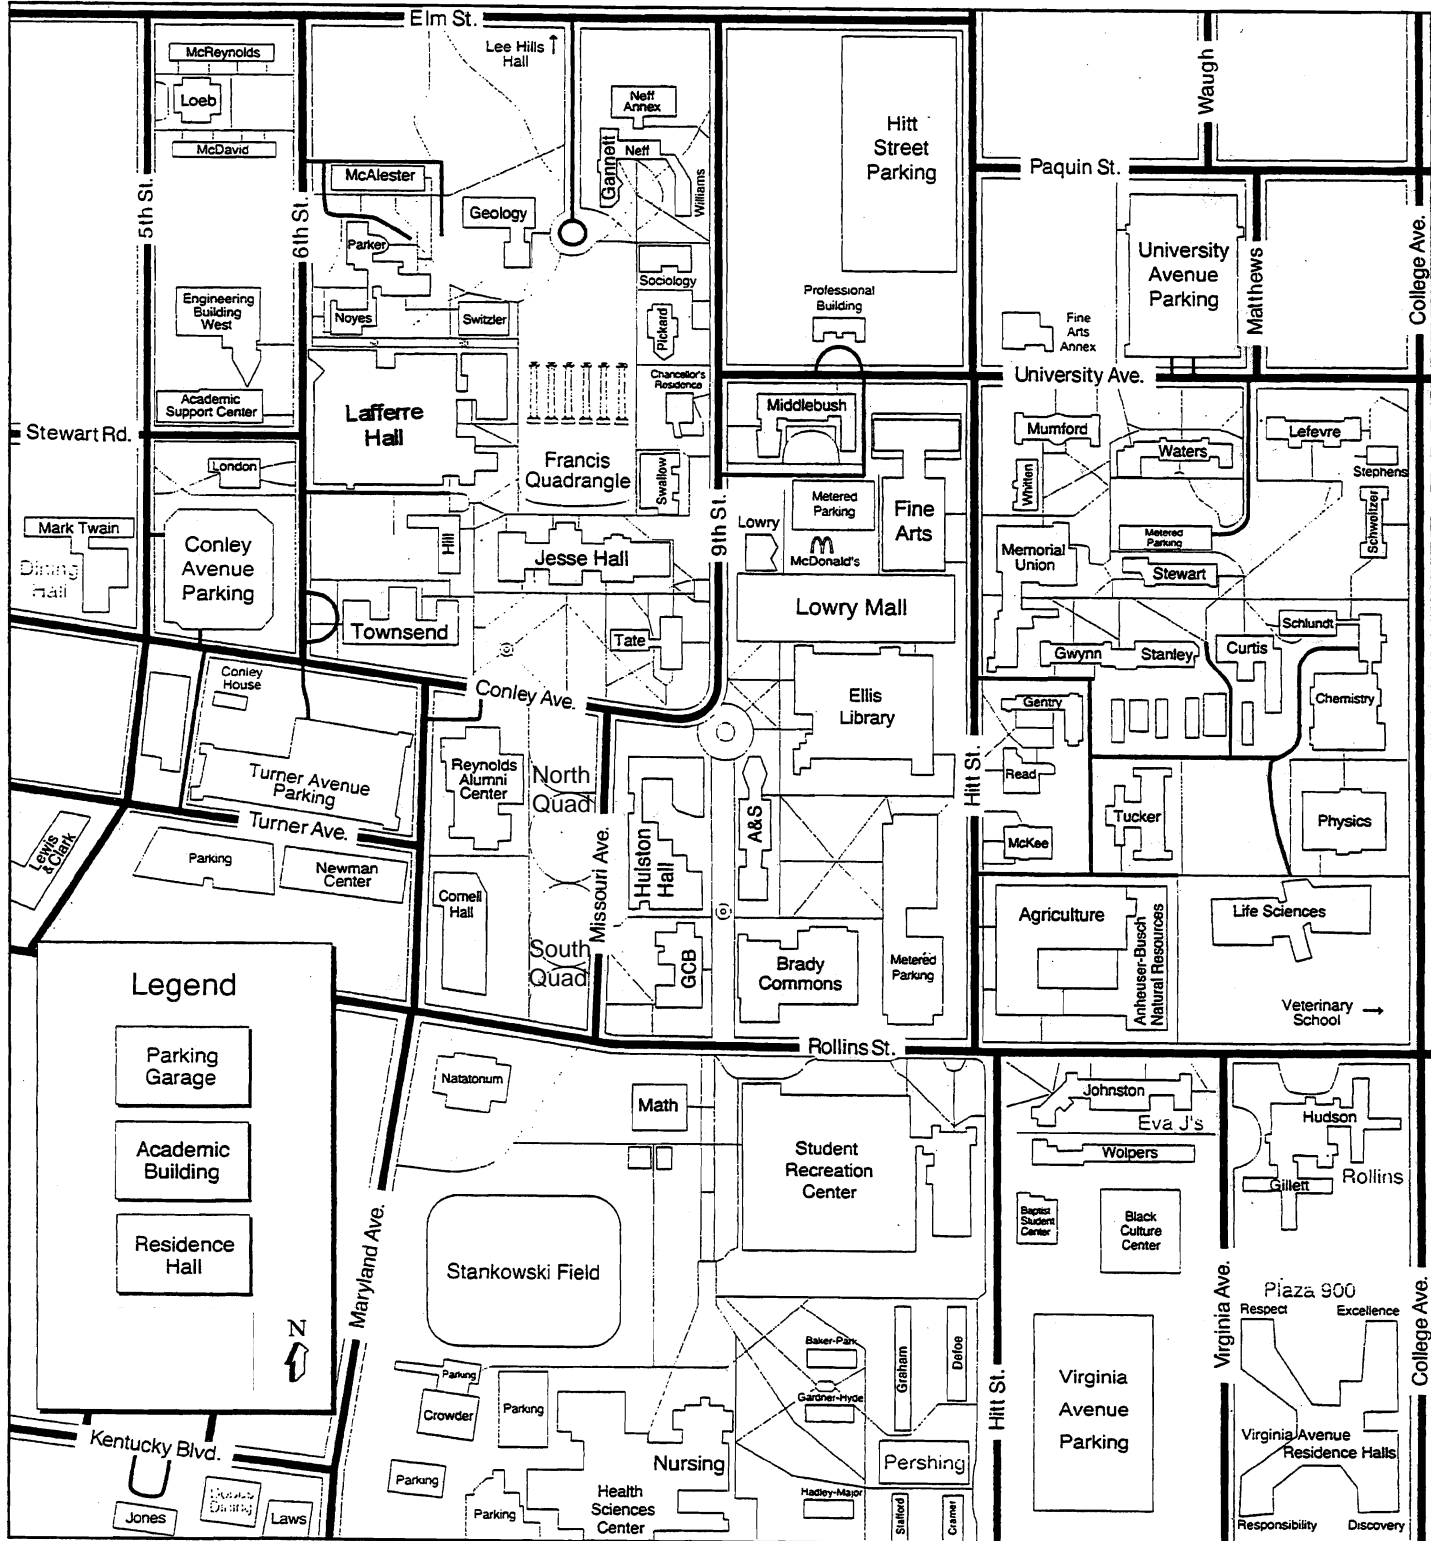 Elm St.
Lee Hills
Hall
McReynolds
Loeb
McDavid
5th St.
6th St.
McAlester
Geology
Parker
Noyes
Switzler
Neff
Annex
Neff
Gannett
Williams
Sociology
Pickard
Chancellor's
Residence
Hitt
Street
Parking
Professional
Building
Waugh
Paquin St.
University
Avenue
Parking
Matthews
College Ave.
Fine
Arts
Annex
University Ave.
Engineering
Building
West
Academic
Support Center
Stewart Rd.
London
Lafferre
Hall
Francis
Quadrangle
Swallow
9th St.
Middlebush
Metered
Parking
Lowry
McDonald's
Fine
Arts
Mumford
Waters
Whitten
Lefevre
Stephens
Schweitzer
Metered
Parking
Memorial
Union
Stewart
Mark Twain
Dining
Hall
Conley
Avenue
Parking
Hill
Jesse Hall
Townsend
Tate
Lowry Mall
Gwynn
Stanley
Curtis
Schlundt
Chemistry
Conley
House
Conley Ave.
Ellis
Library
Gentry
Read
McKee
Hitt St.
Tucker
Physics
Turner Avenue
Parking
Turner Ave.
Reynolds
Alumni
Center
North
Quad
Missouri Ave.
Hulston
Hall
A&S
Lewis
& Clark
Parking
Newman
Center
Cornell
Hall
South
Quad
GCB
Brady
Commons
Metered
Parking
Agriculture
Anheuser-Busch
Natural Resources
Life Sciences
Veterinary
School
Legend
Parking
Garage
Academic
Building
Residence
Hall
N
Rollins St.
Natatorium
Math
Student
Recreation
Center
Johnston
Eva J's
Wolpers
Baptist
Student
Center
Black
Culture
Center
Hudson
Gillett
Rollins
Maryland Ave.
Stankowski Field
Virginia Ave.
College Ave.
Plaza 900
Respect
Excellence
Baker-Park
Gardner-Hyde
Graham
Defoe
Hitt St.
Virginia
Avenue
Parking
Virginia Avenue
Residence Halls
Responsibility
Discovery
Parking
Crowder
Parking
Nursing
Pershing
Kentucky Blvd.
Parking
Parking
Health
Sciences
Center
Hadley-Major
Stafford
Cramer
Jones
Dining
Laws